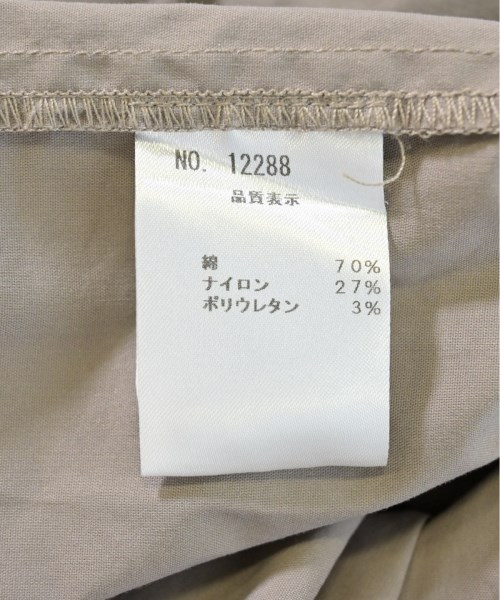 NO. 12288
品質表示
綿 70%
ナイロン 27%
ポリウレタン 3%